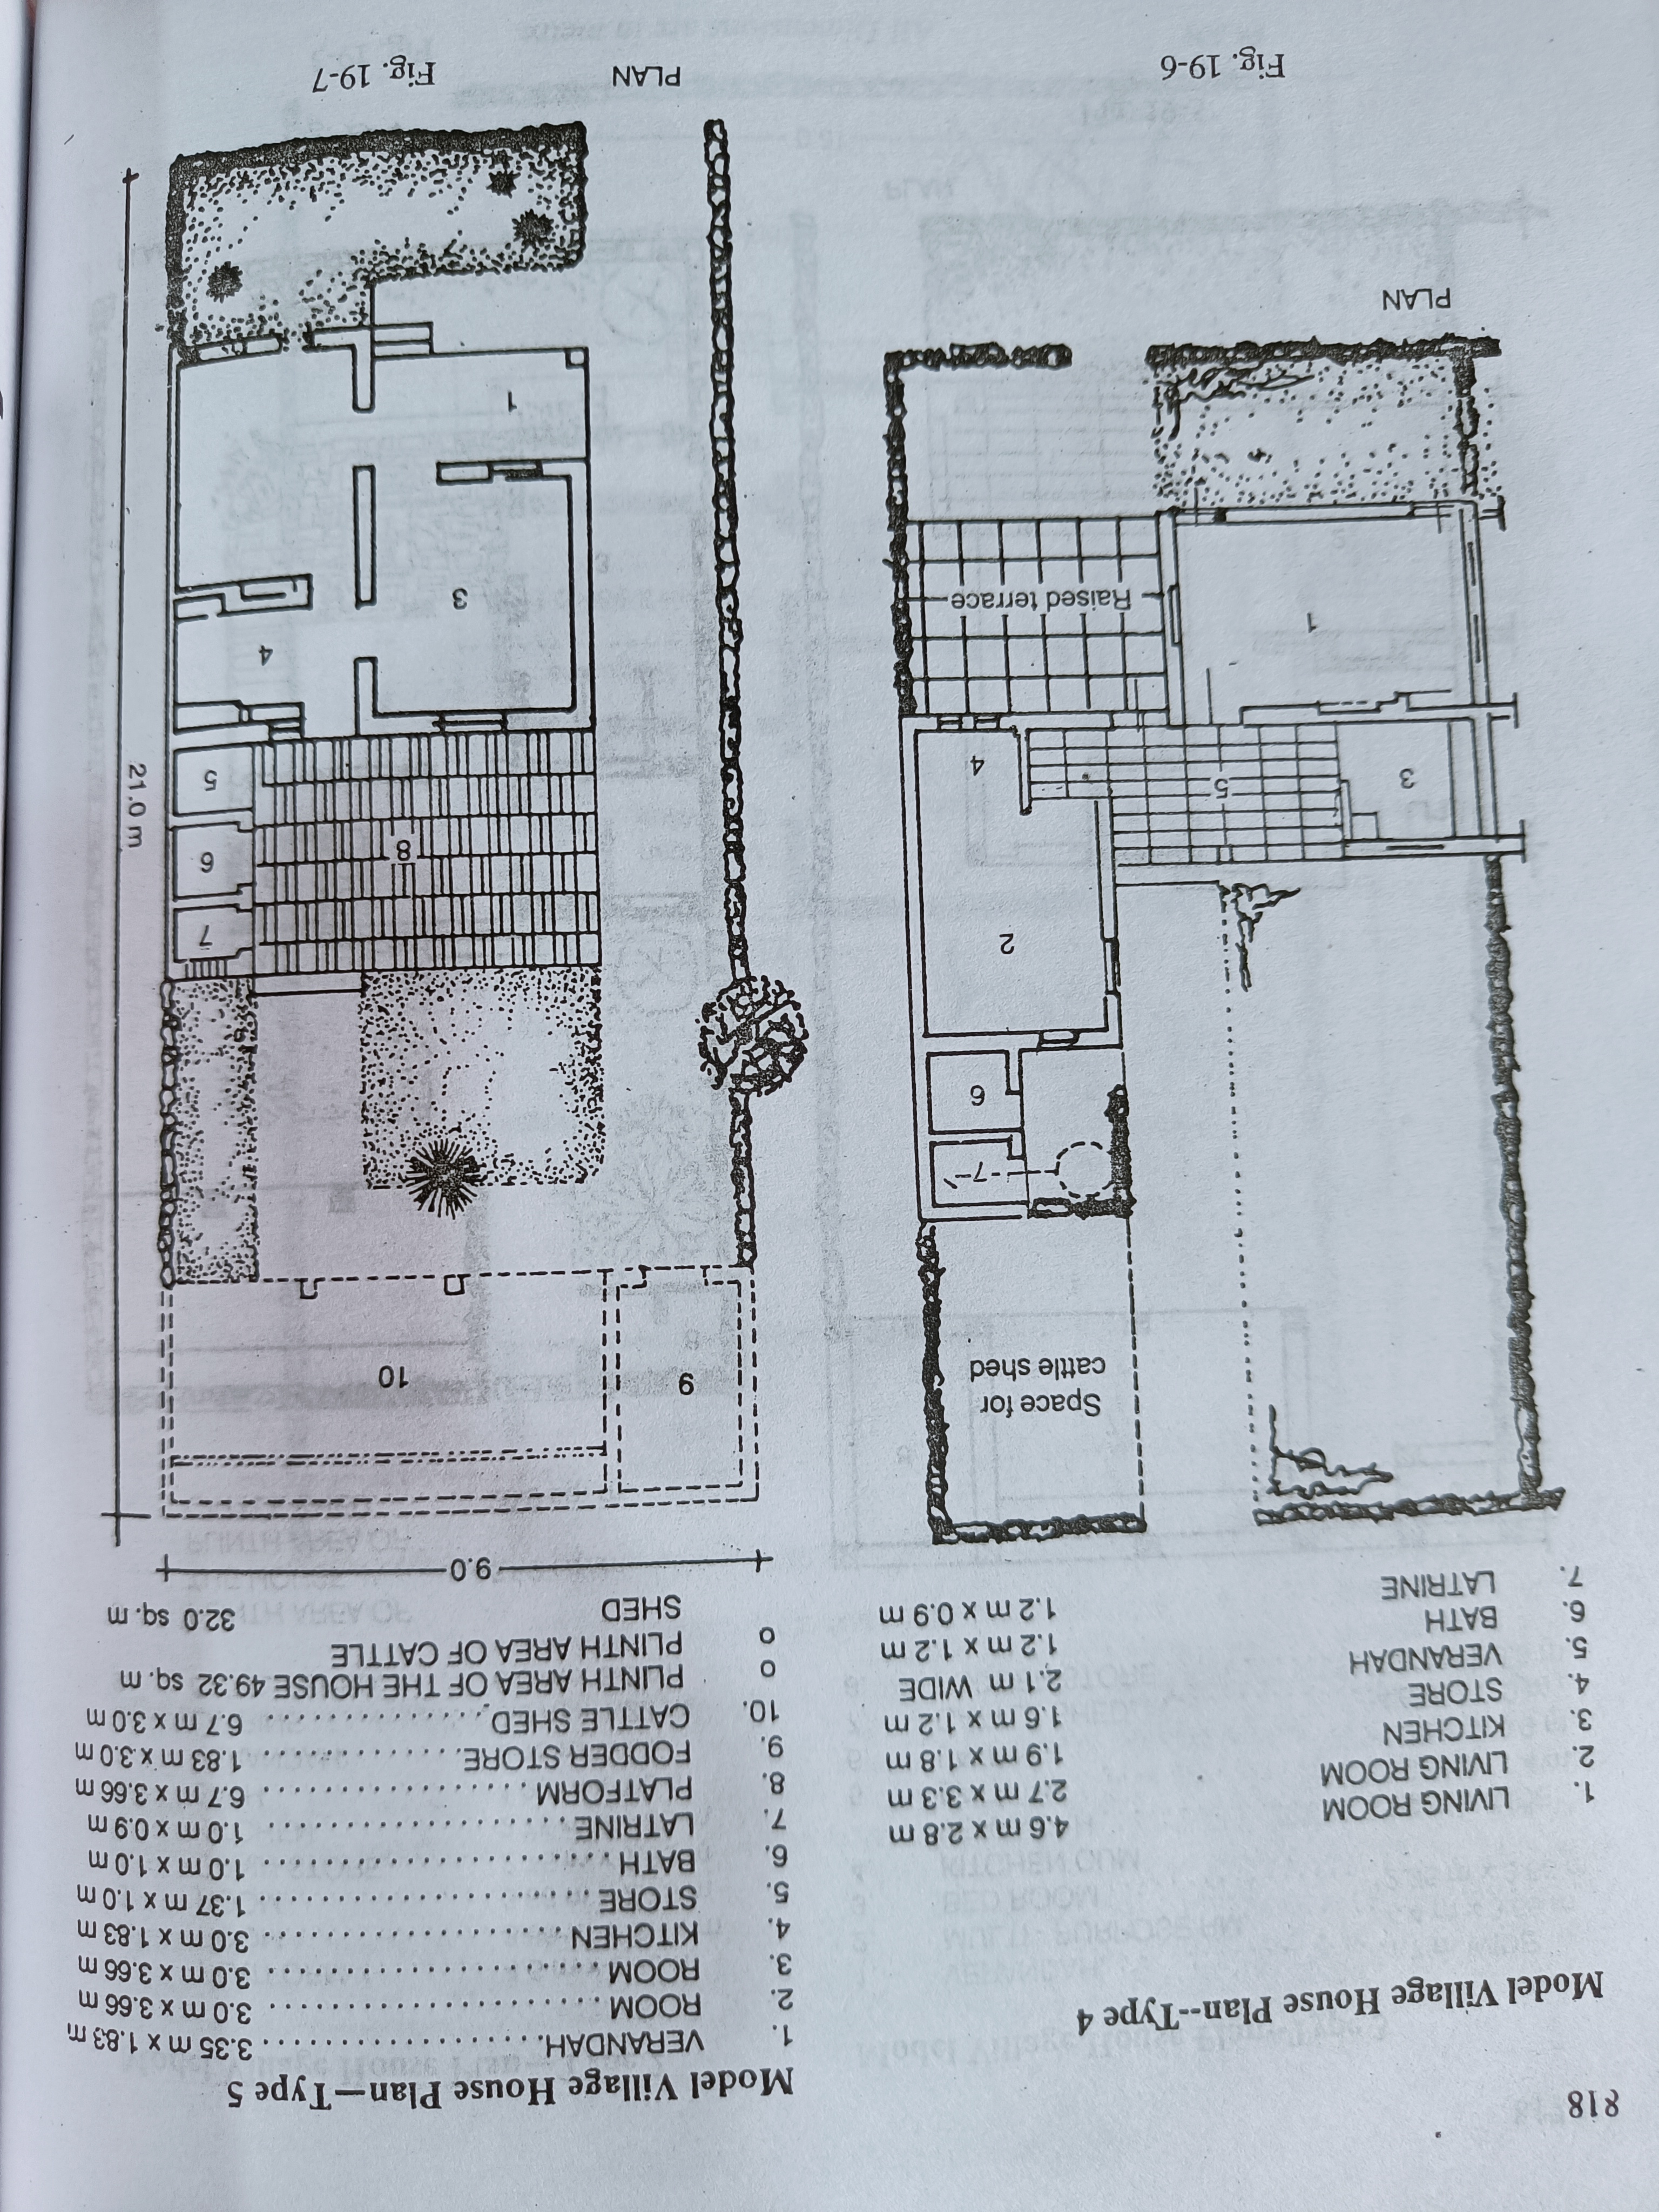 818
Model Village House Plan--Type 4
1. LIVING ROOM 4.6 m x 2.8 m
2. LIVING ROOM 2.7 m x 3.3 m
3. KITCHEN 1.9 m x 1.8 m
4. STORE 1.6 m x 1.2 m
5. VERANDAH 2.1 m WIDE
6. BATH 1.2 m x 1.2 m
7. LATRINE 1.2 m x 0.9 m
Space for
cattle shed
7
6
2
3
5
4
1
Raised terrace
PLAN
Fig. 19-6
Model Village House Plan—Type 5
1. VERANDAH 3.35 m x 1.83 m
2. ROOM 3.0 m x 3.66 m
3. ROOM 3.0 m x 3.66 m
4. KITCHEN 3.0 m x 1.83 m
5. STORE 1.37 m x 1.0 m
6. BATH 1.0 m x 1.0 m
7. LATRINE 1.0 m x 0.9 m
8. PLATFORM 6.7 m x 3.66 m
9. FODDER STORE 1.83 m x 3.0 m
10. CATTLE SHED 6.7 m x 3.0 m
o PLINTH AREA OF THE HOUSE 49.32 sq. m
o PLINTH AREA OF CATTLE
SHED 32.0 sq. m
9.0
9
10
21.0 m
7
8
6
5
4
3
1
PLAN
Fig. 19-7